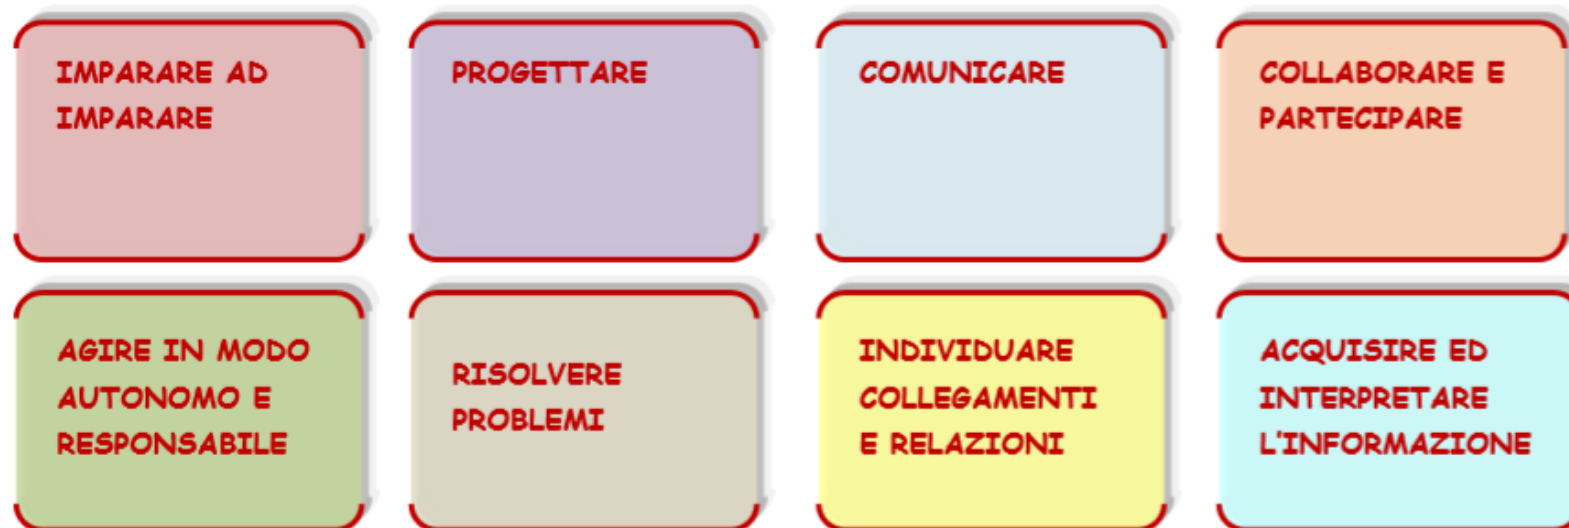 IMPARARE AD
IMPARARE
PROGETTARE
COMUNICARE
COLLABORARE E
PARTECIPARE
AGIRE IN MODO
AUTONOMO E
RESPONSABILE
RISOLVERE
PROBLEMI
INDIVIDUARE
COLLEGAMENTI
E RELAZIONI
ACQUISIRE ED
INTERPRETARE
L'INFORMAZIONE